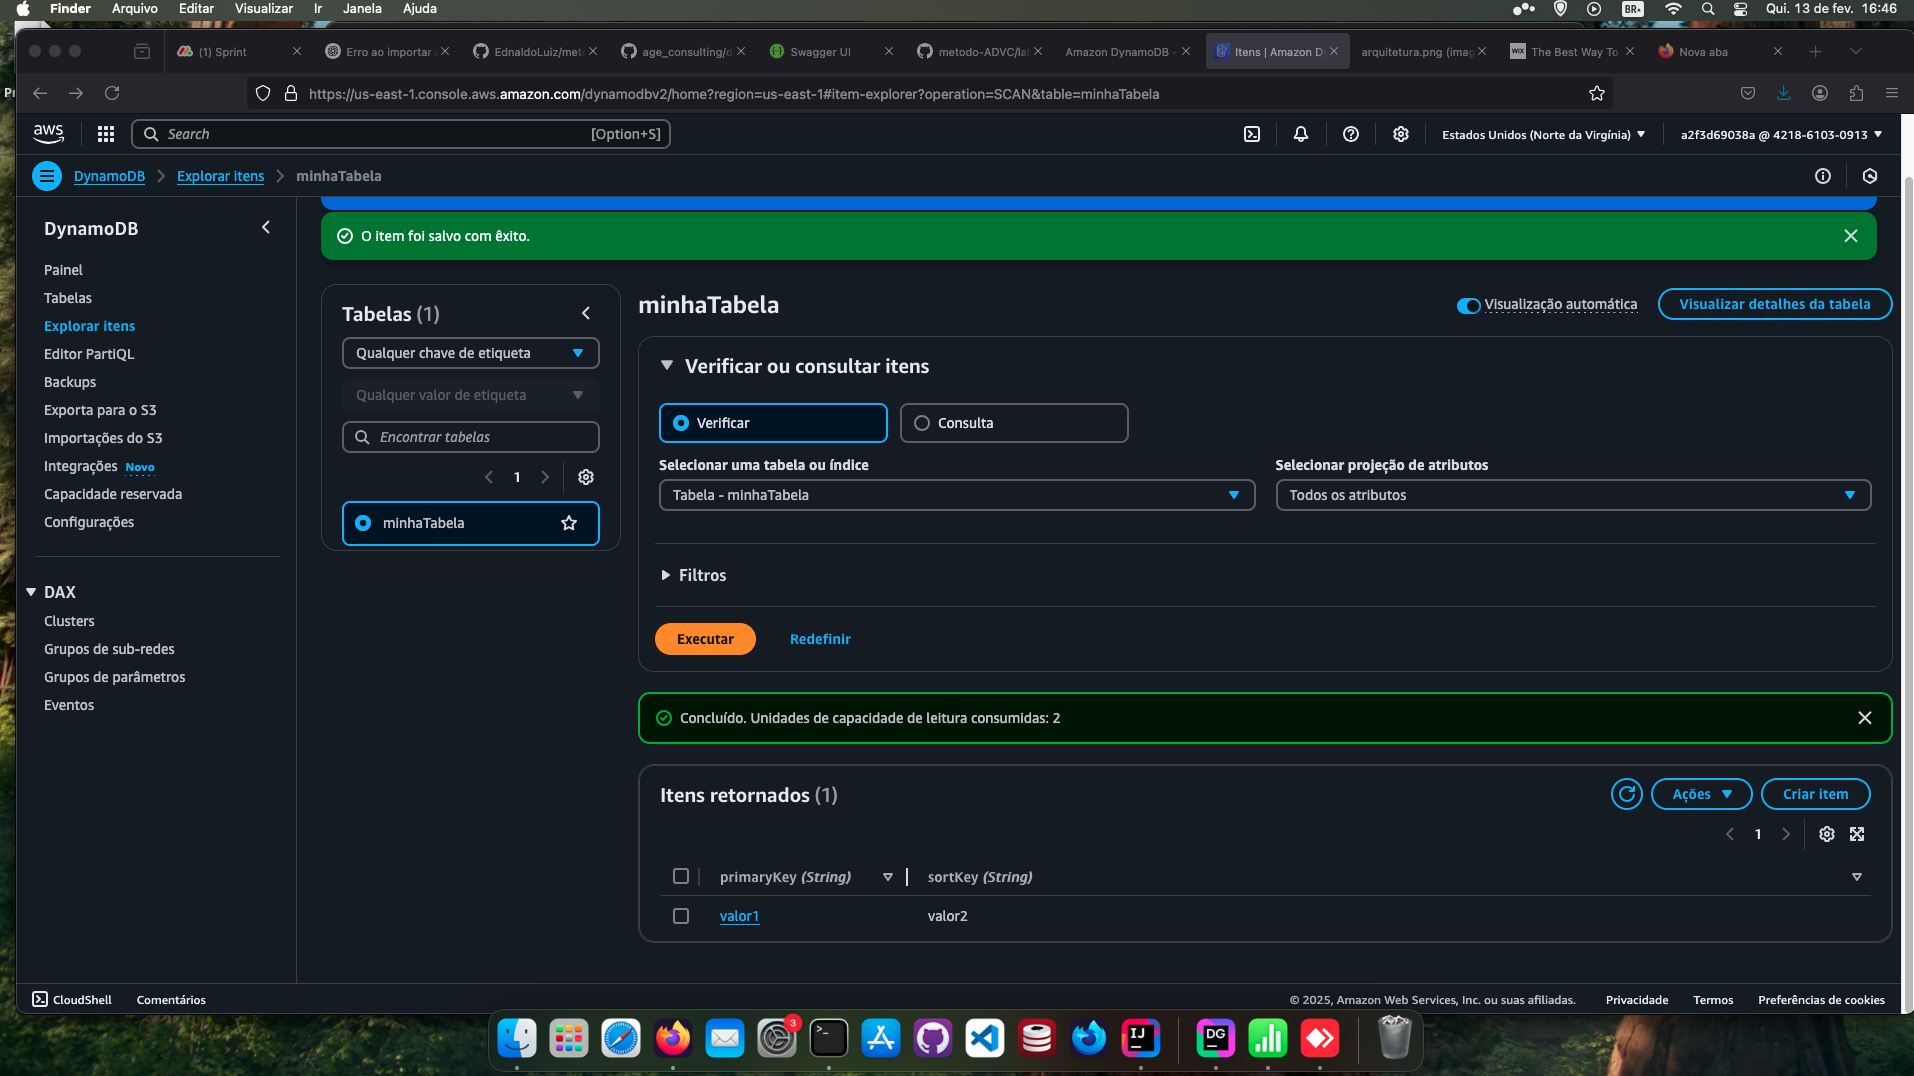 Finder Arquivo Editar Visualizar Ir Janela Ajuda BR Qui. 13 de fev. 16:46
(1) Sprint Erro ao importar EdnaldoLuiz/met age_consulting/d Swagger UI metodo-ADVC/la Amazon DynamoDB - Itens | Amazon D arquitetura.png (imag WIX The Best Way To Nova aba
https://us-east-1.console.aws.amazon.com/dynamodbv2/home?region=us-east-1#item-explorer?operation=SCAN&table=minhaTabela
aws Search [Option+S] Estados Unidos (Norte da Virgínia) a2f3d69038a @ 4218-6103-0913
DynamoDB Explorar itens minhaTabela
DynamoDB
Painel
Tabelas
Explorar itens
Editor PartiQL
Backups
Exporta para o S3
Importações do S3
Integrações Novo
Capacidade reservada
Configurações
DAX
Clusters
Grupos de sub-redes
Grupos de parâmetros
Eventos
O item foi salvo com êxito.
Tabelas (1)
Qualquer chave de etiqueta
Qualquer valor de etiqueta
Encontrar tabelas
1
minhaTabela
minhaTabela
Visualização automática
Visualizar detalhes da tabela
Verificar ou consultar itens
Verificar Consulta
Selecionar uma tabela ou índice Selecionar projeção de atributos
Tabela - minhaTabela Todos os atributos
Filtros
Executar Redefinir
Concluído. Unidades de capacidade de leitura consumidas: 2
Itens retornados (1)
Ações Criar item
1
primaryKey (String) sortKey (String)
valor1 valor2
CloudShell Comentários © 2025, Amazon Web Services, Inc. ou suas afiliadas. Privacidade Termos Preferências de cookies
3 IJ DG